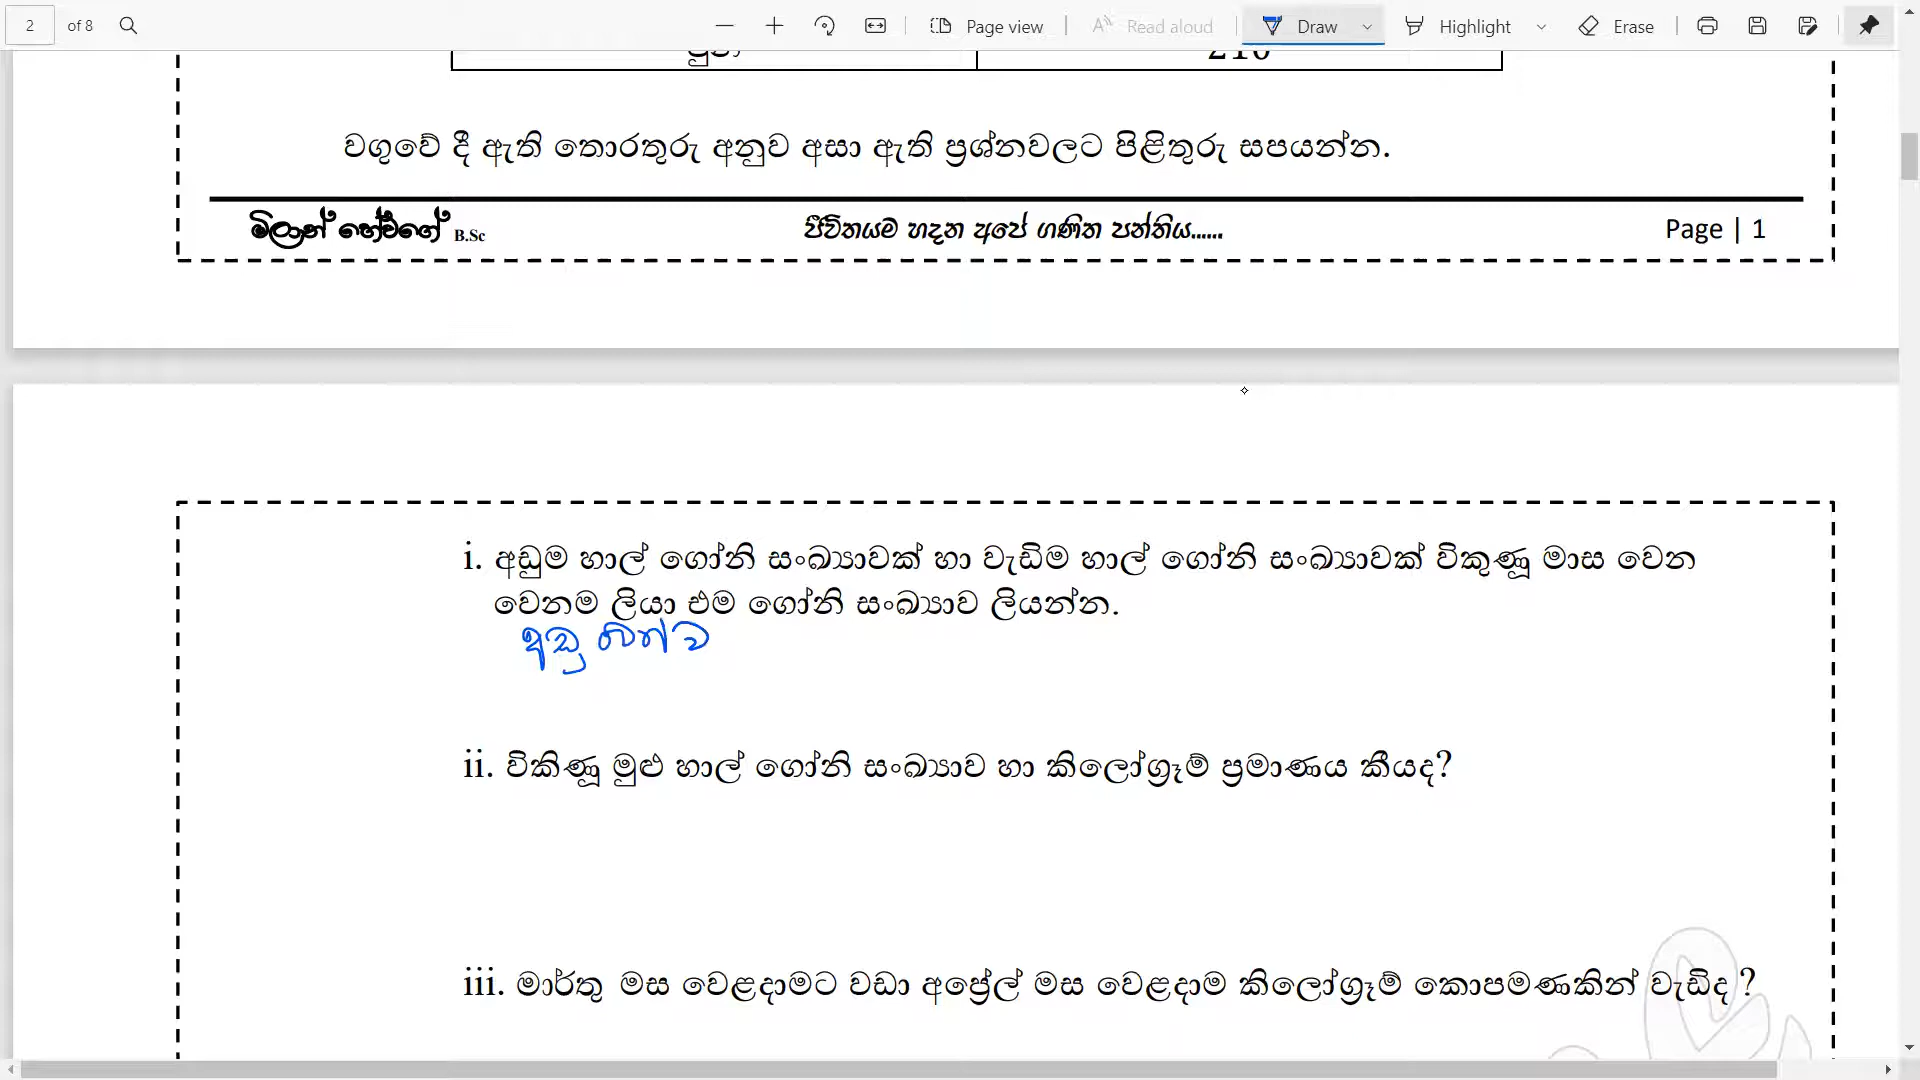 2 of 8 Page view Read aloud Draw Highlight Erase
210
වගුවේ දී ඇති තොරතුරු අනුව අසා ඇති ප්‍රශ්නවලට පිළිතුරු සපයන්න.
මිලාන් හේවගේ B.Sc ජීවිතයම හදන අපේ ගණිත පන්තිය...... Page | 1
i. අඩුම හාල් ගෝනි සංඛ්‍යාවක් හා වැඩිම හාල් ගෝනි සංඛ්‍යාවක් විකුණූ මාස වෙන
වෙනම ලියා එම ගෝනි සංඛ්‍යාව ලියන්න.
අඩු
ii. විකිණූ මුළු හාල් ගෝනි සංඛ්‍යාව හා කිලෝග්‍රෑම් ප්‍රමාණය කීයද?
iii. මාර්තු මස වෙළදාමට වඩා අප්‍රේල් මස වෙළදාම කිලෝග්‍රෑම් කොපමණකින් වැඩිද ?